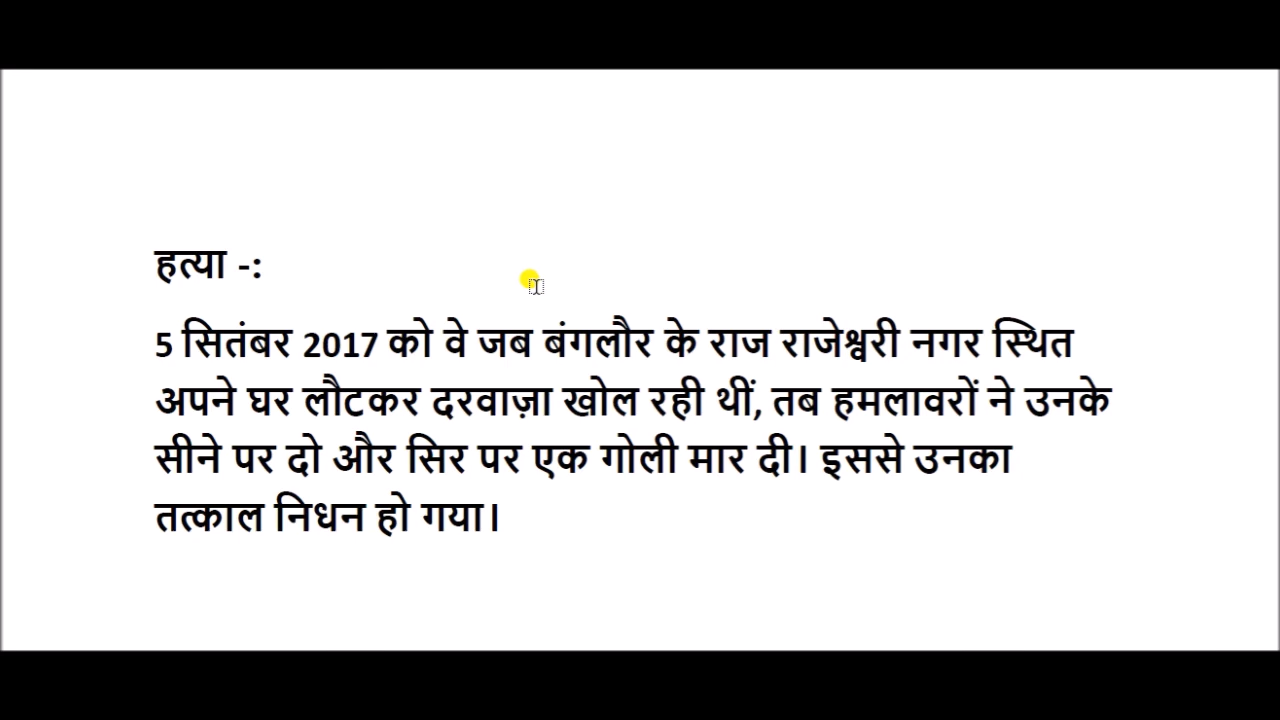 हत्या -:
5 सितंबर 2017 को वे जब बंगलौर के राज राजेश्वरी नगर स्थित
अपने घर लौटकर दरवाज़ा खोल रही थीं, तब हमलावरों ने उनके
सीने पर दो और सिर पर एक गोली मार दी। इससे उनका
तत्काल निधन हो गया।